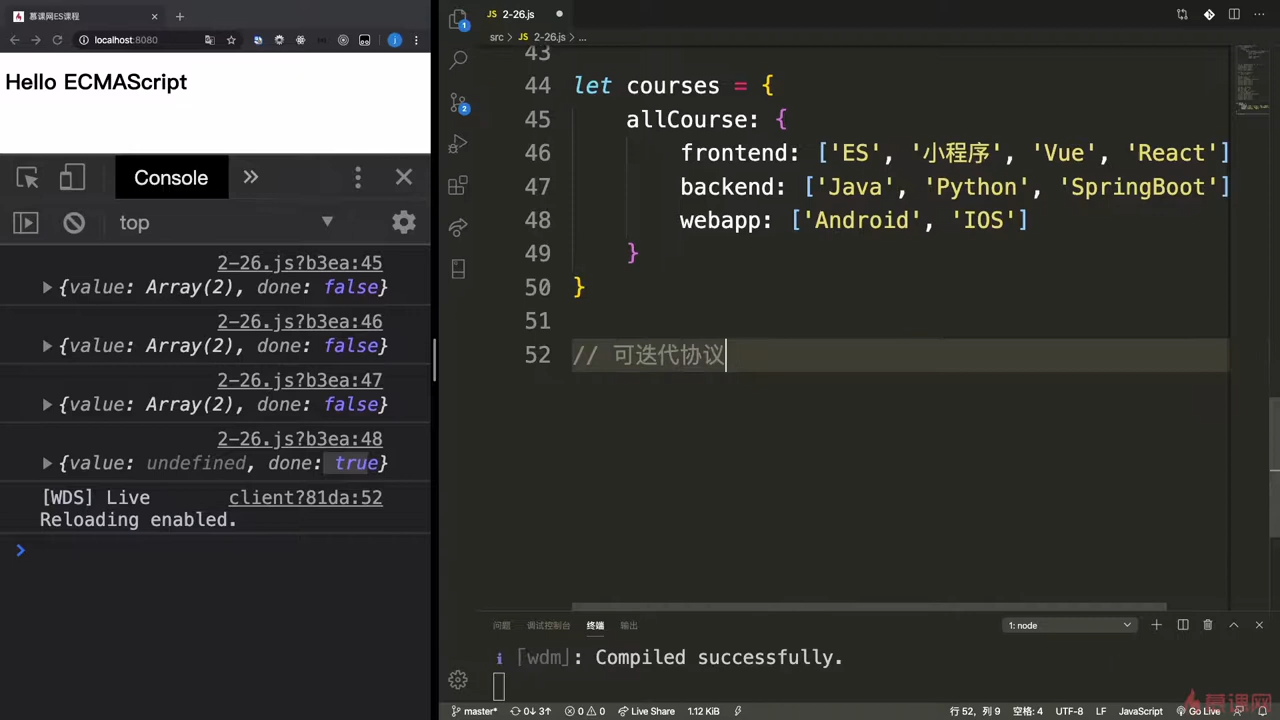 慕课网ES课程
localhost:8080
Hello ECMAScript
Console
top
2-26.js?b3ea:45
{value: Array(2), done: false}
2-26.js?b3ea:46
{value: Array(2), done: false}
2-26.js?b3ea:47
{value: Array(2), done: false}
2-26.js?b3ea:48
{value: undefined, done: true}
[WDS] Live client?81da:52
Reloading enabled.
JS 2-26.js
src > JS 2-26.js > ...
43
44 let courses = {
45 allCourse: {
46 frontend: ['ES', '小程序', 'Vue', 'React']
47 backend: ['Java', 'Python', 'SpringBoot']
48 webapp: ['Android', 'IOS']
49 }
50 }
51
52 // 可迭代协议
问题 调试控制台 终端 输出 1: node
i 「wdm」: Compiled successfully.
master* 0↓ 3↑ 0 0 Live Share 1.12 KiB 行 52, 列 9 空格: 4 UTF-8 LF JavaScript Go Live
慕课网